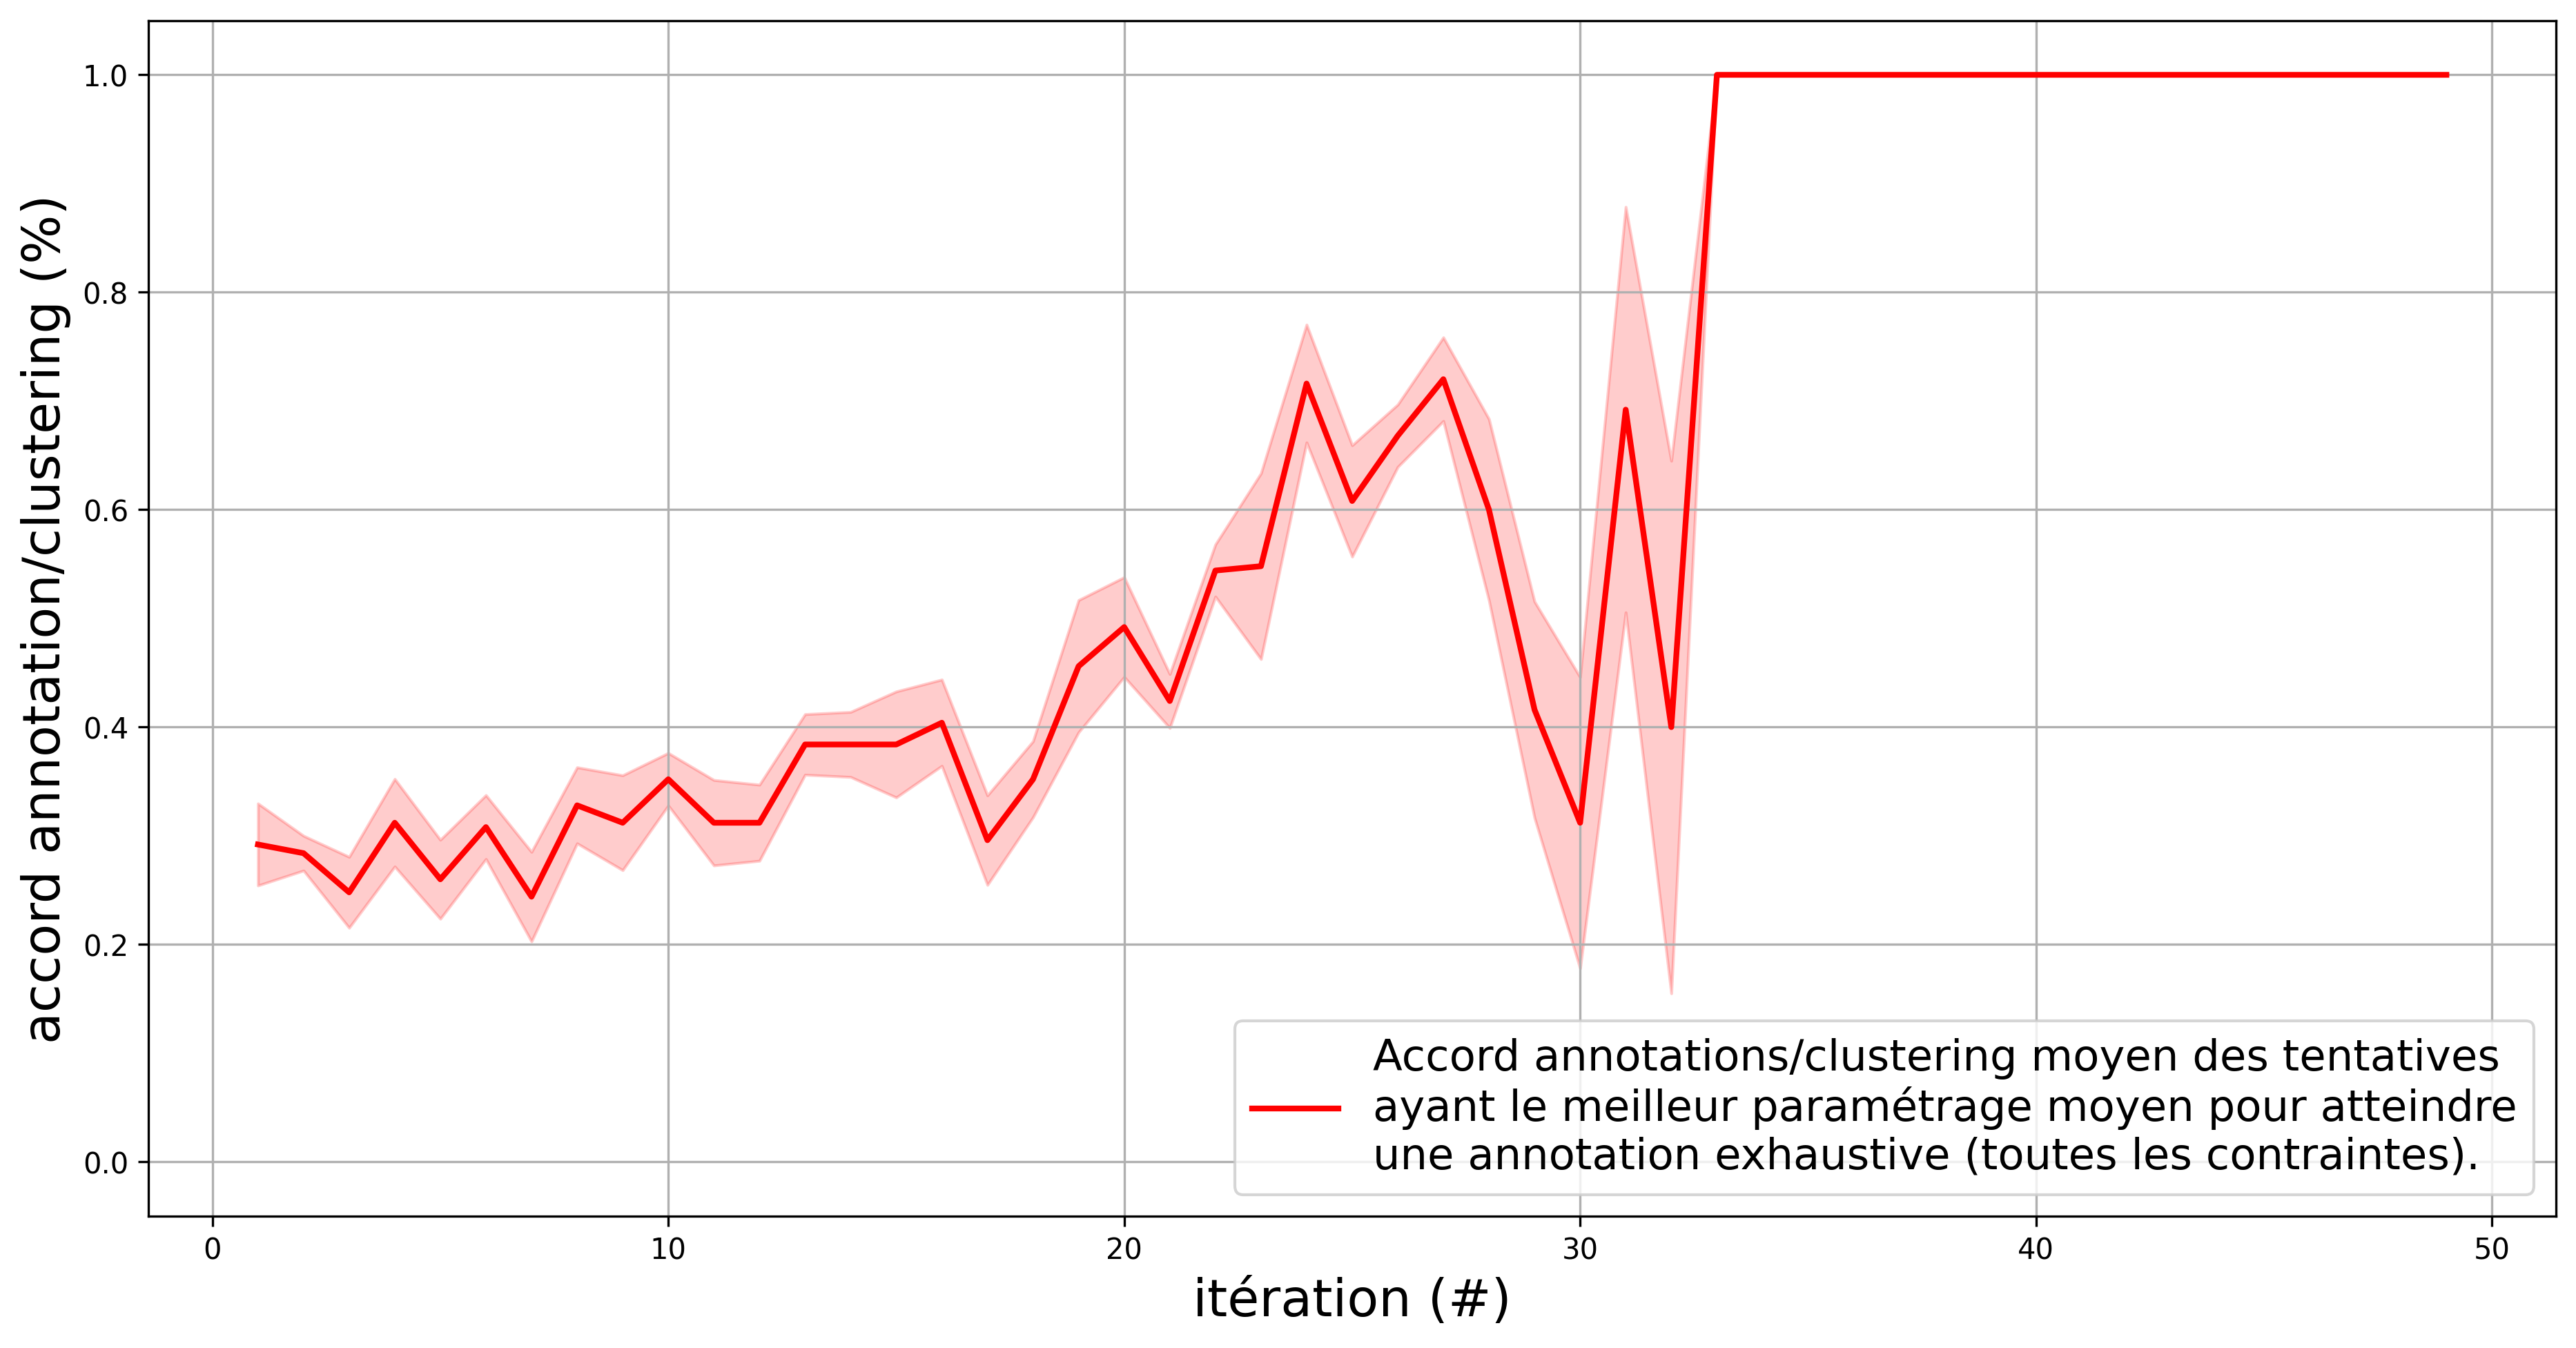 accord annotation/clustering (%)
1.0
0.8
0.6
0.4
0.2
0.0
0
10
20
30
40
50
itération (#)
Accord annotations/clustering moyen des tentatives
ayant le meilleur paramétrage moyen pour atteindre
une annotation exhaustive (toutes les contraintes).